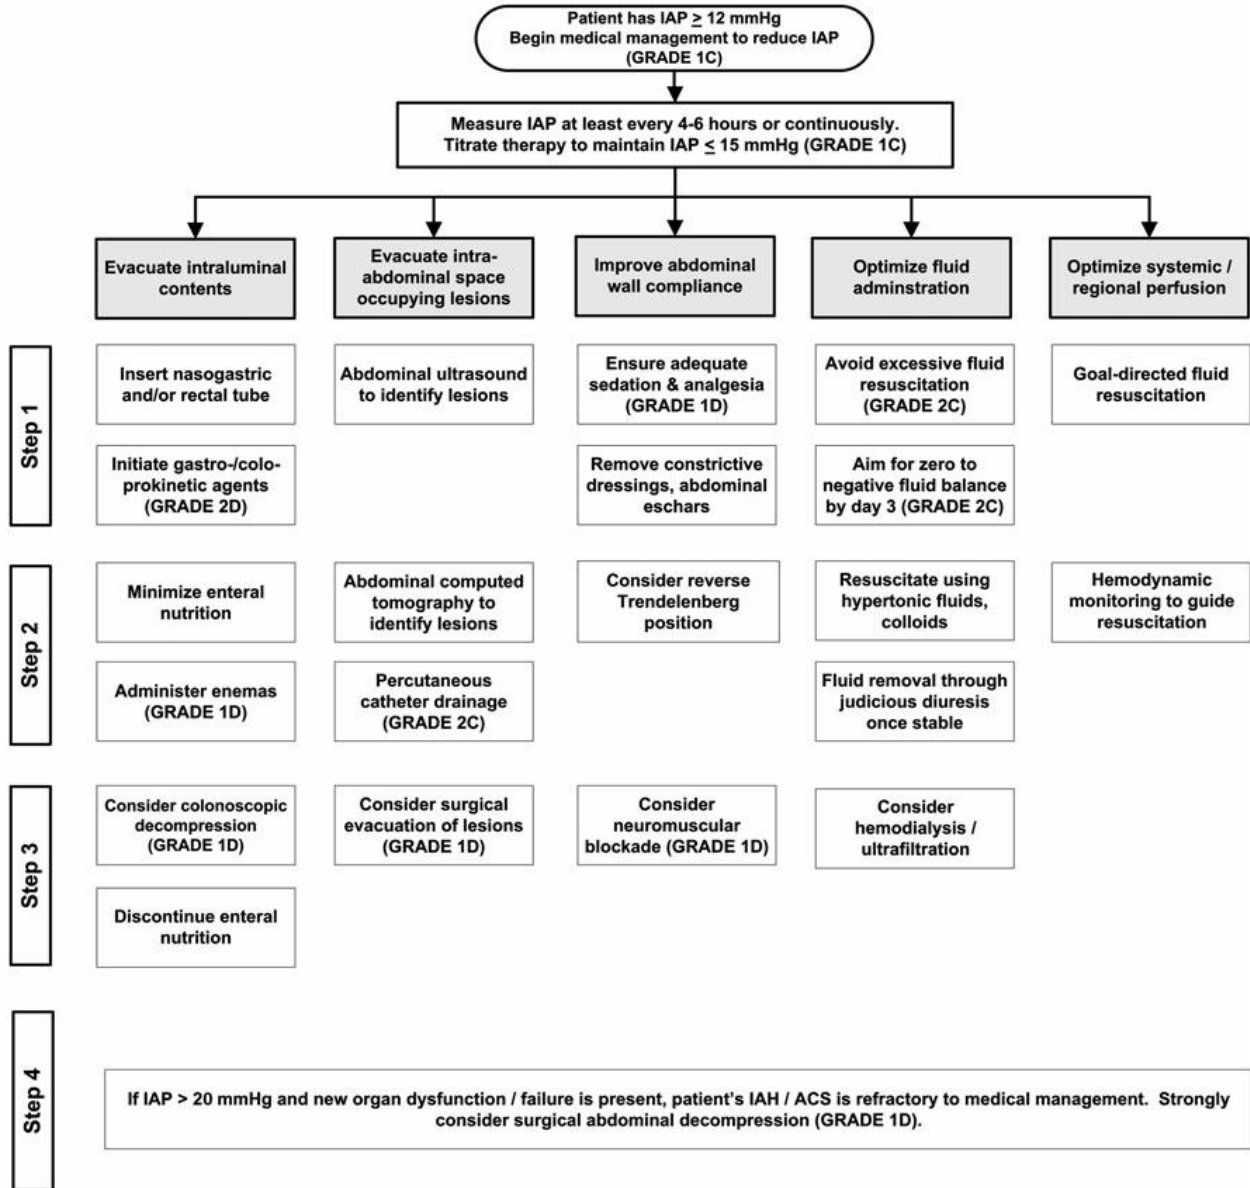 Patient has IAP ≥ 12 mmHg
Begin medical management to reduce IAP
(GRADE 1C)
Measure IAP at least every 4-6 hours or continuously.
Titrate therapy to maintain IAP ≤ 15 mmHg (GRADE 1C)
Evacuate intraluminal
contents
Evacuate intra-
abdominal space
occupying lesions
Improve abdominal
wall compliance
Optimize fluid
adminstration
Optimize systemic /
regional perfusion
Step 1
Insert nasogastric
and/or rectal tube
Abdominal ultrasound
to identify lesions
Ensure adequate
sedation & analgesia
(GRADE 1D)
Avoid excessive fluid
resuscitation
(GRADE 2C)
Goal-directed fluid
resuscitation
Initiate gastro-/colo-
prokinetic agents
(GRADE 2D)
Remove constrictive
dressings, abdominal
eschars
Aim for zero to
negative fluid balance
by day 3 (GRADE 2C)
Step 2
Minimize enteral
nutrition
Abdominal computed
tomography to
identify lesions
Consider reverse
Trendelenberg
position
Resuscitate using
hypertonic fluids,
colloids
Hemodynamic
monitoring to guide
resuscitation
Administer enemas
(GRADE 1D)
Percutaneous
catheter drainage
(GRADE 2C)
Fluid removal through
judicious diuresis
once stable
Step 3
Consider colonoscopic
decompression
(GRADE 1D)
Consider surgical
evacuation of lesions
(GRADE 1D)
Consider
neuromuscular
blockade (GRADE 1D)
Consider
hemodialysis /
ultrafiltration
Discontinue enteral
nutrition
Step 4
If IAP > 20 mmHg and new organ dysfunction / failure is present, patient's IAH / ACS is refractory to medical management. Strongly
consider surgical abdominal decompression (GRADE 1D).